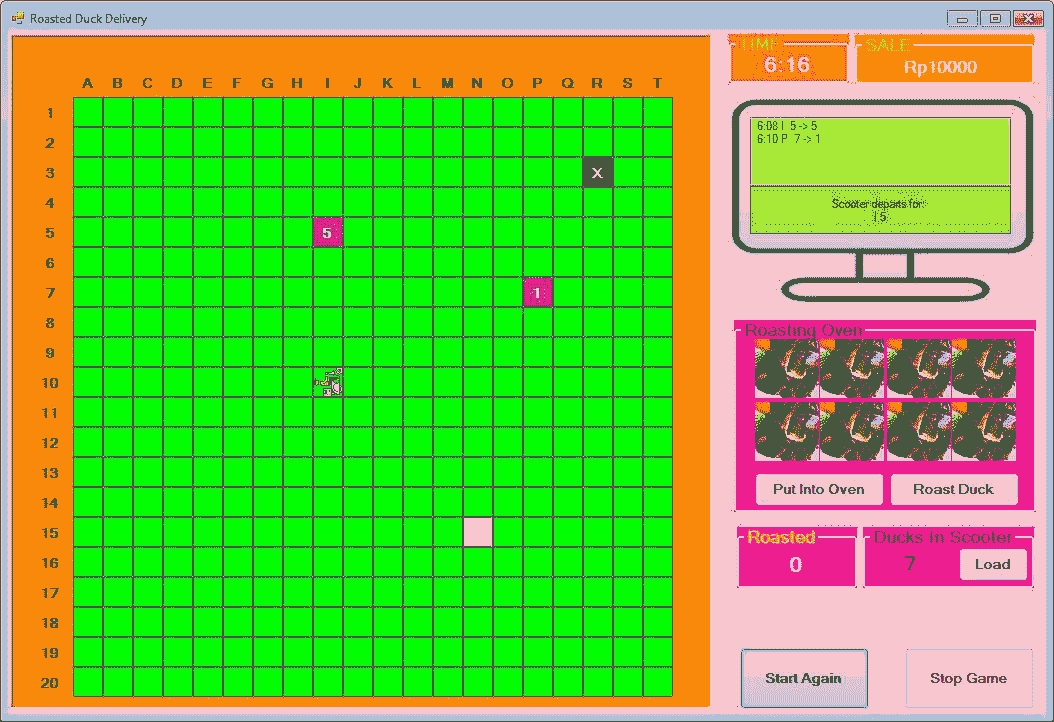 Roasted Duck Delivery
TIME
6:16
SALE
Rp10000
A B C D E F G H I J K L M N O P Q R S T
1
2
3 X
4
5 5
6
7 1
8
9
10
11
12
13
14
15
16
17
18
19
20
6:08 I 5 -> 5
6:10 P 7 -> 1
Scooter departs for
I 5
Roasting Oven
Put Into Oven Roast Duck
Roasted
0
Ducks In Scooter
7 Load
Start Again Stop Game